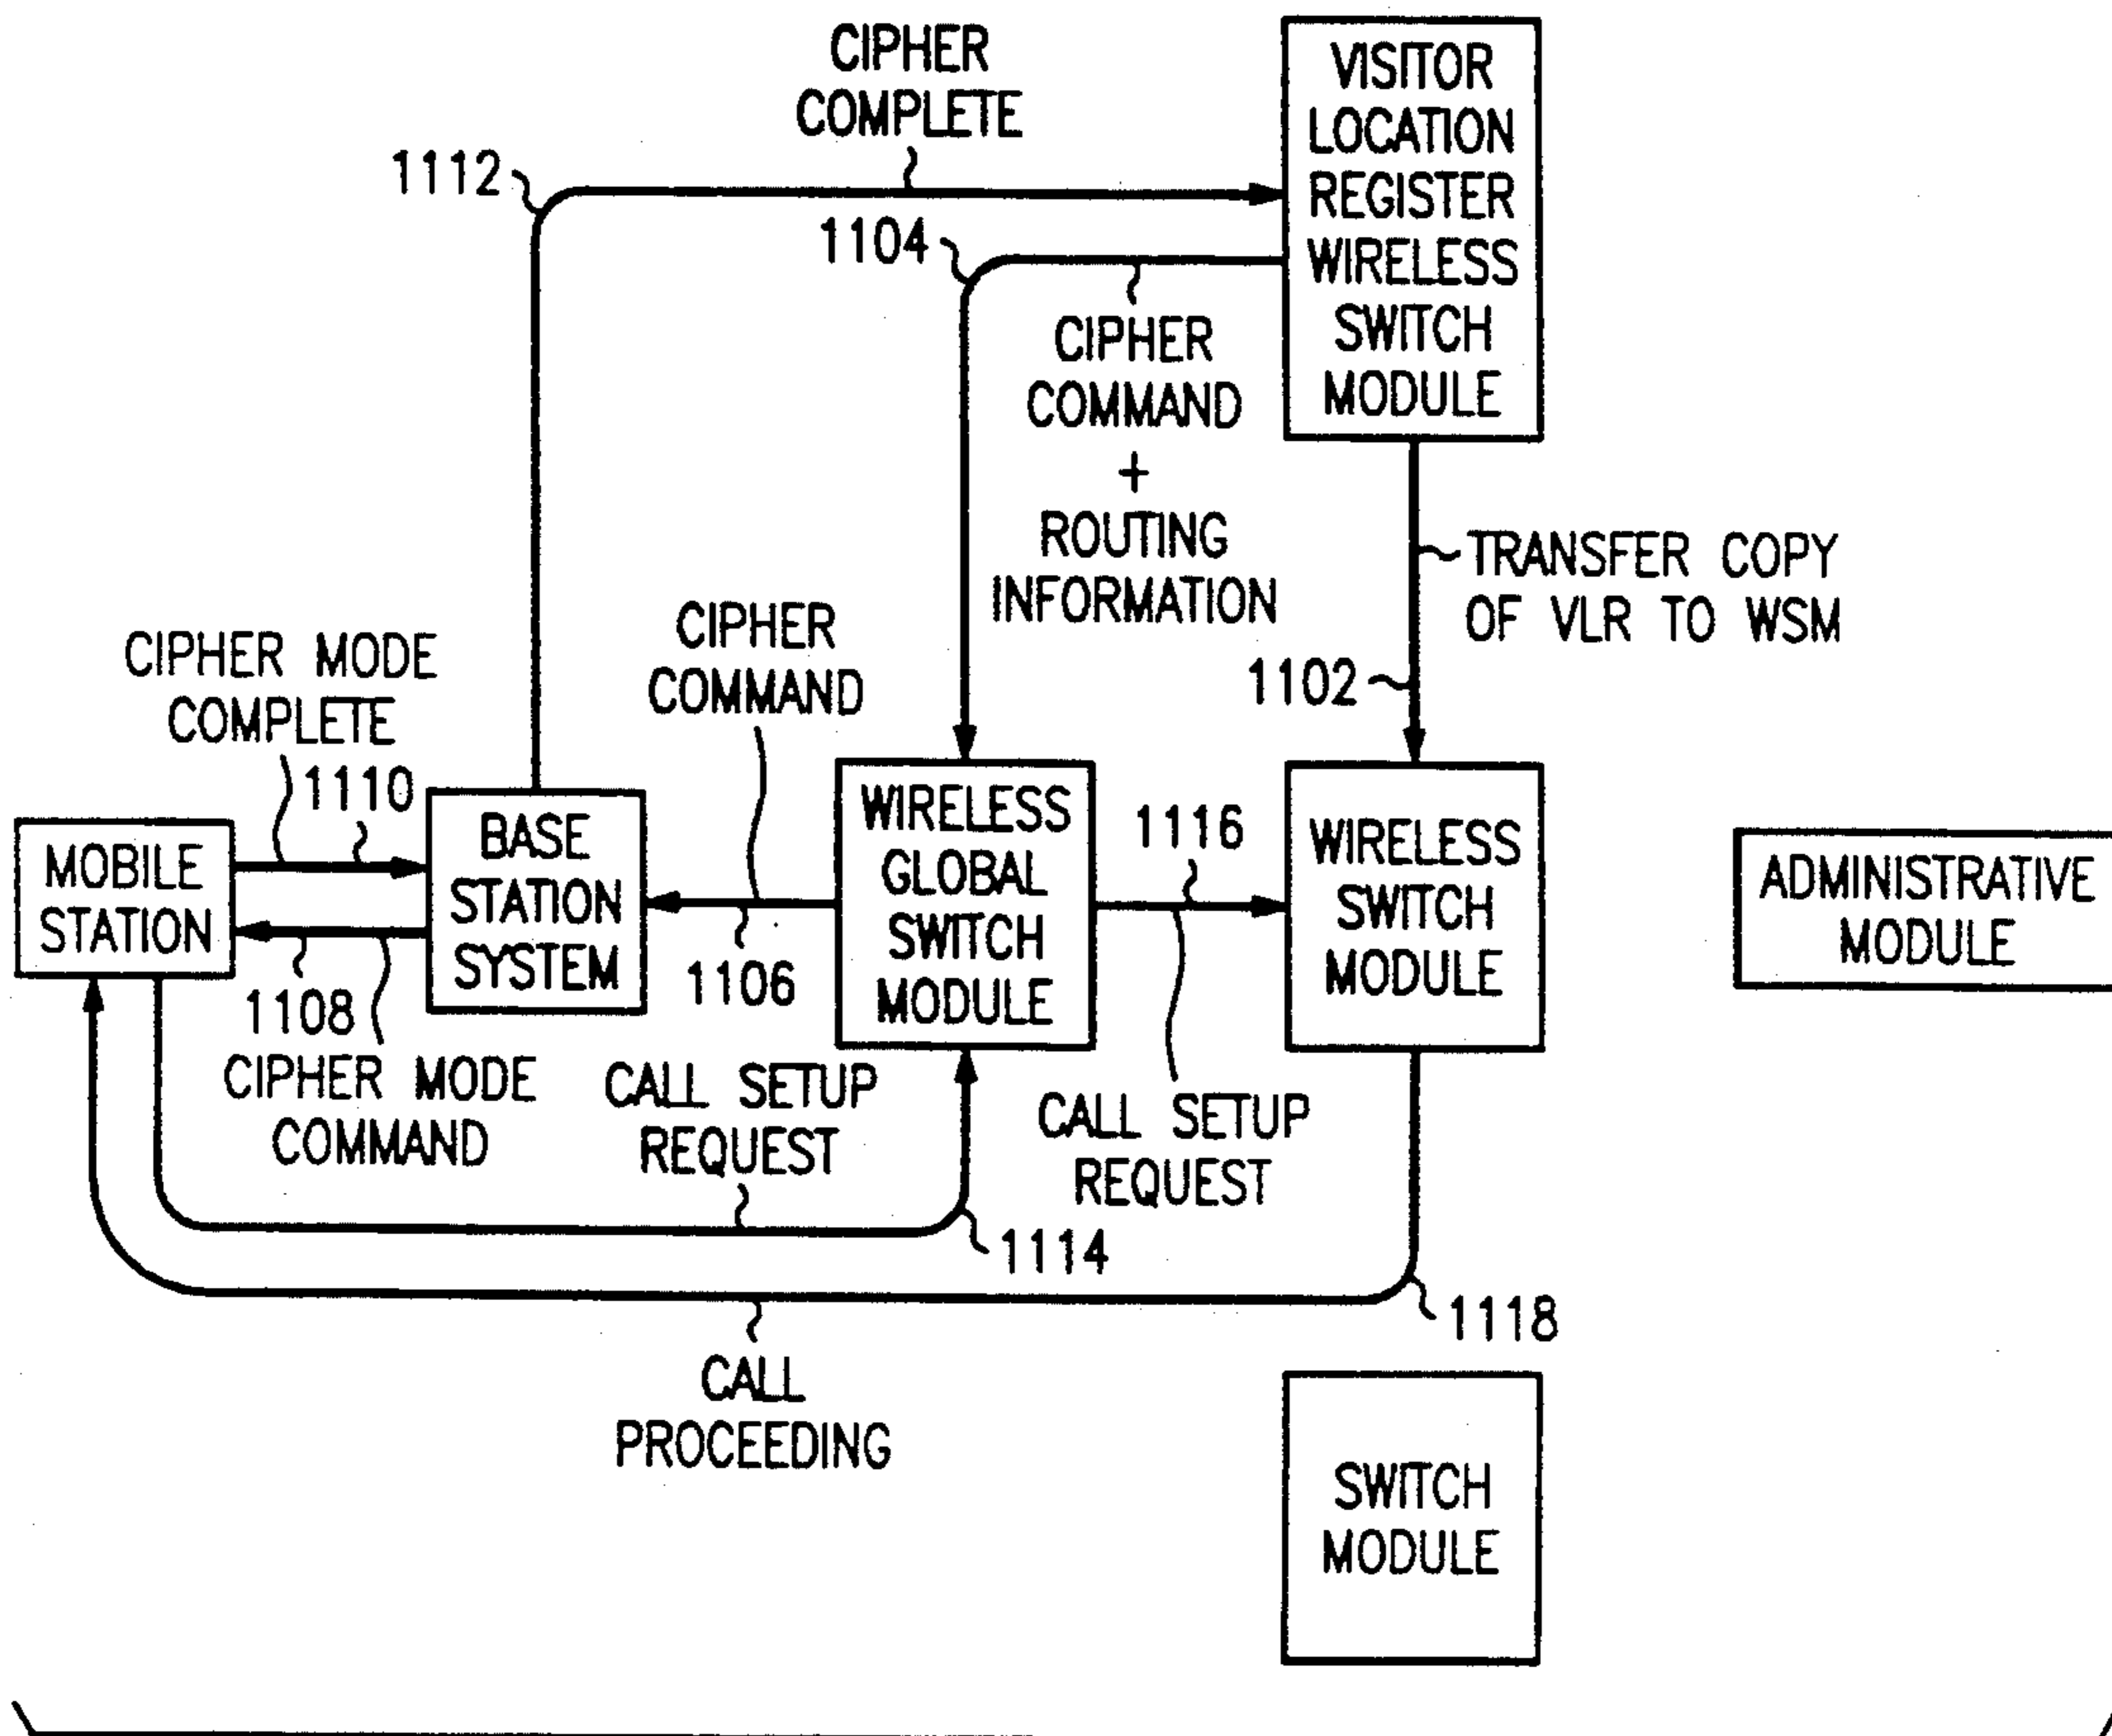 CIPHER
COMPLETE
1112
VISITOR
LOCATION
REGISTER
WIRELESS
SWITCH
MODULE
1104
CIPHER
COMMAND
+
ROUTING
INFORMATION
TRANSFER COPY
OF VLR TO WSM
1102
CIPHER
COMMAND
CIPHER MODE
COMPLETE
1110
MOBILE
STATION
BASE
STATION
SYSTEM
WIRELESS
GLOBAL
SWITCH
MODULE
1116
WIRELESS
SWITCH
MODULE
ADMINISTRATIVE
MODULE
1106
1108
CIPHER MODE
COMMAND
CALL SETUP
REQUEST
CALL SETUP
REQUEST
1114
1118
CALL
PROCEEDING
SWITCH
MODULE